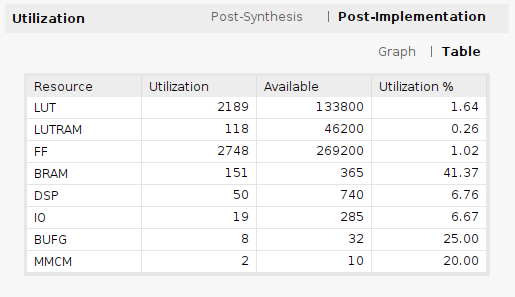 Utilization Post-Synthesis | Post-Implementation
Graph | Table
Resource Utilization Available Utilization %
LUT 2189 133800 1.64
LUTRAM 118 46200 0.26
FF 2748 269200 1.02
BRAM 151 365 41.37
DSP 50 740 6.76
IO 19 285 6.67
BUFG 8 32 25.00
MMCM 2 10 20.00